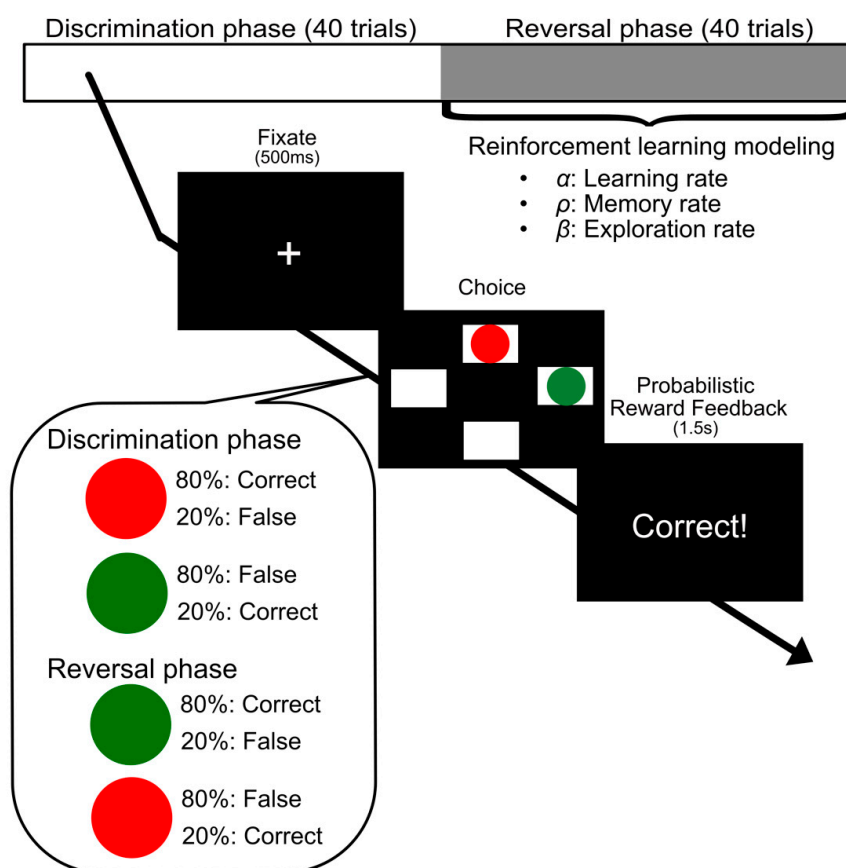 Discrimination phase (40 trials)
Reversal phase (40 trials)
Fixate
(500ms)
Reinforcement learning modeling
• α: Learning rate
• ρ: Memory rate
• β: Exploration rate
Choice
Probabilistic
Reward Feedback
(1.5s)
Correct!
Discrimination phase
80%: Correct
20%: False
80%: False
20%: Correct
Reversal phase
80%: Correct
20%: False
80%: False
20%: Correct